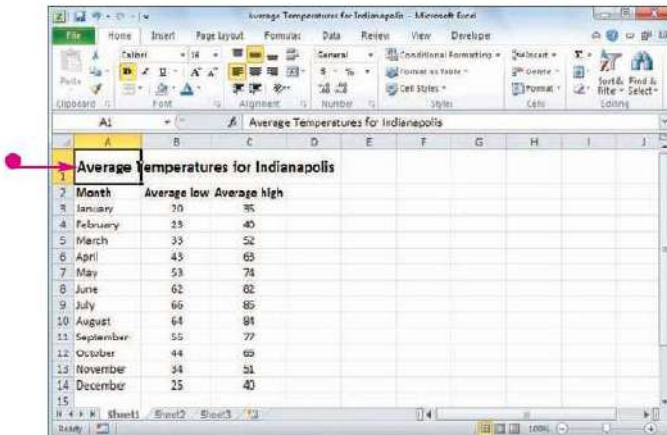 Average Temperatures for Indianapolis - Microsoft Excel
File Home Insert Page Layout Formulas Data Review View Developer
Calibri 18 General Conditional Formatting Insert
Paste B I U A A $ % Format as Table Delete Sort & Find &
A Cell Styles Format Filter Select
Clipboard Font Alignment Number Styles Cells Editing
A1 fx Average Temperatures for Indianapolis
A B C D E F G H I J
1 Average Temperatures for Indianapolis
2 Month Average low Average high
3 January 20 35
4 February 23 40
5 March 33 52
6 April 43 63
7 May 53 74
8 June 62 82
9 July 66 85
10 August 64 84
11 September 55 77
12 October 44 65
13 November 34 51
14 December 25 40
15
Sheet1 Sheet2 Sheet3
Ready 100%